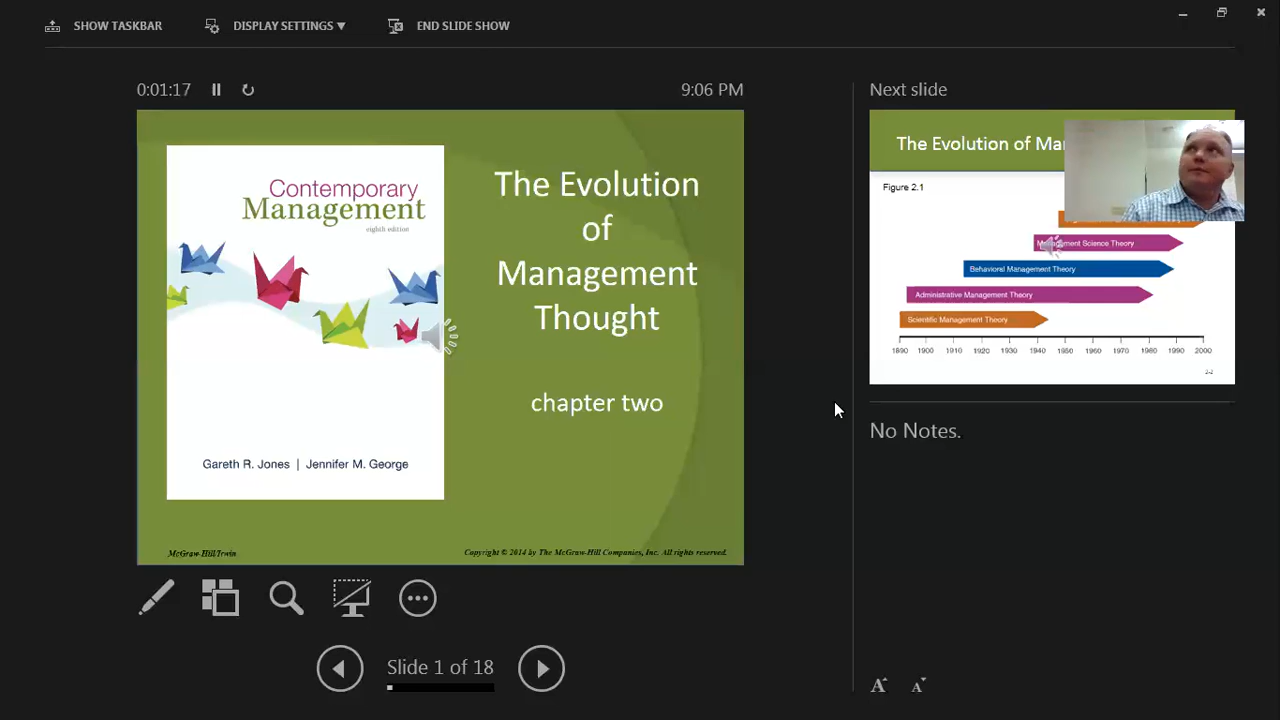 SHOW TASKBAR
DISPLAY SETTINGS ▼
END SLIDE SHOW
0:01:17
9:06 PM
Contemporary
Management
eighth edition
Gareth R. Jones | Jennifer M. George
The Evolution
of
Management
Thought
chapter two
McGraw-Hill/Irwin
Copyright © 2014 by The McGraw-Hill Companies, Inc. All rights reserved.
Slide 1 of 18
Next slide
The Evolution of Ma
Figure 2.1
Management Science Theory
Behavioral Management Theory
Administrative Management Theory
Scientific Management Theory
1890 1900 1910 1920 1930 1940 1950 1960 1970 1980 1990 2000
2-2
No Notes.
A A